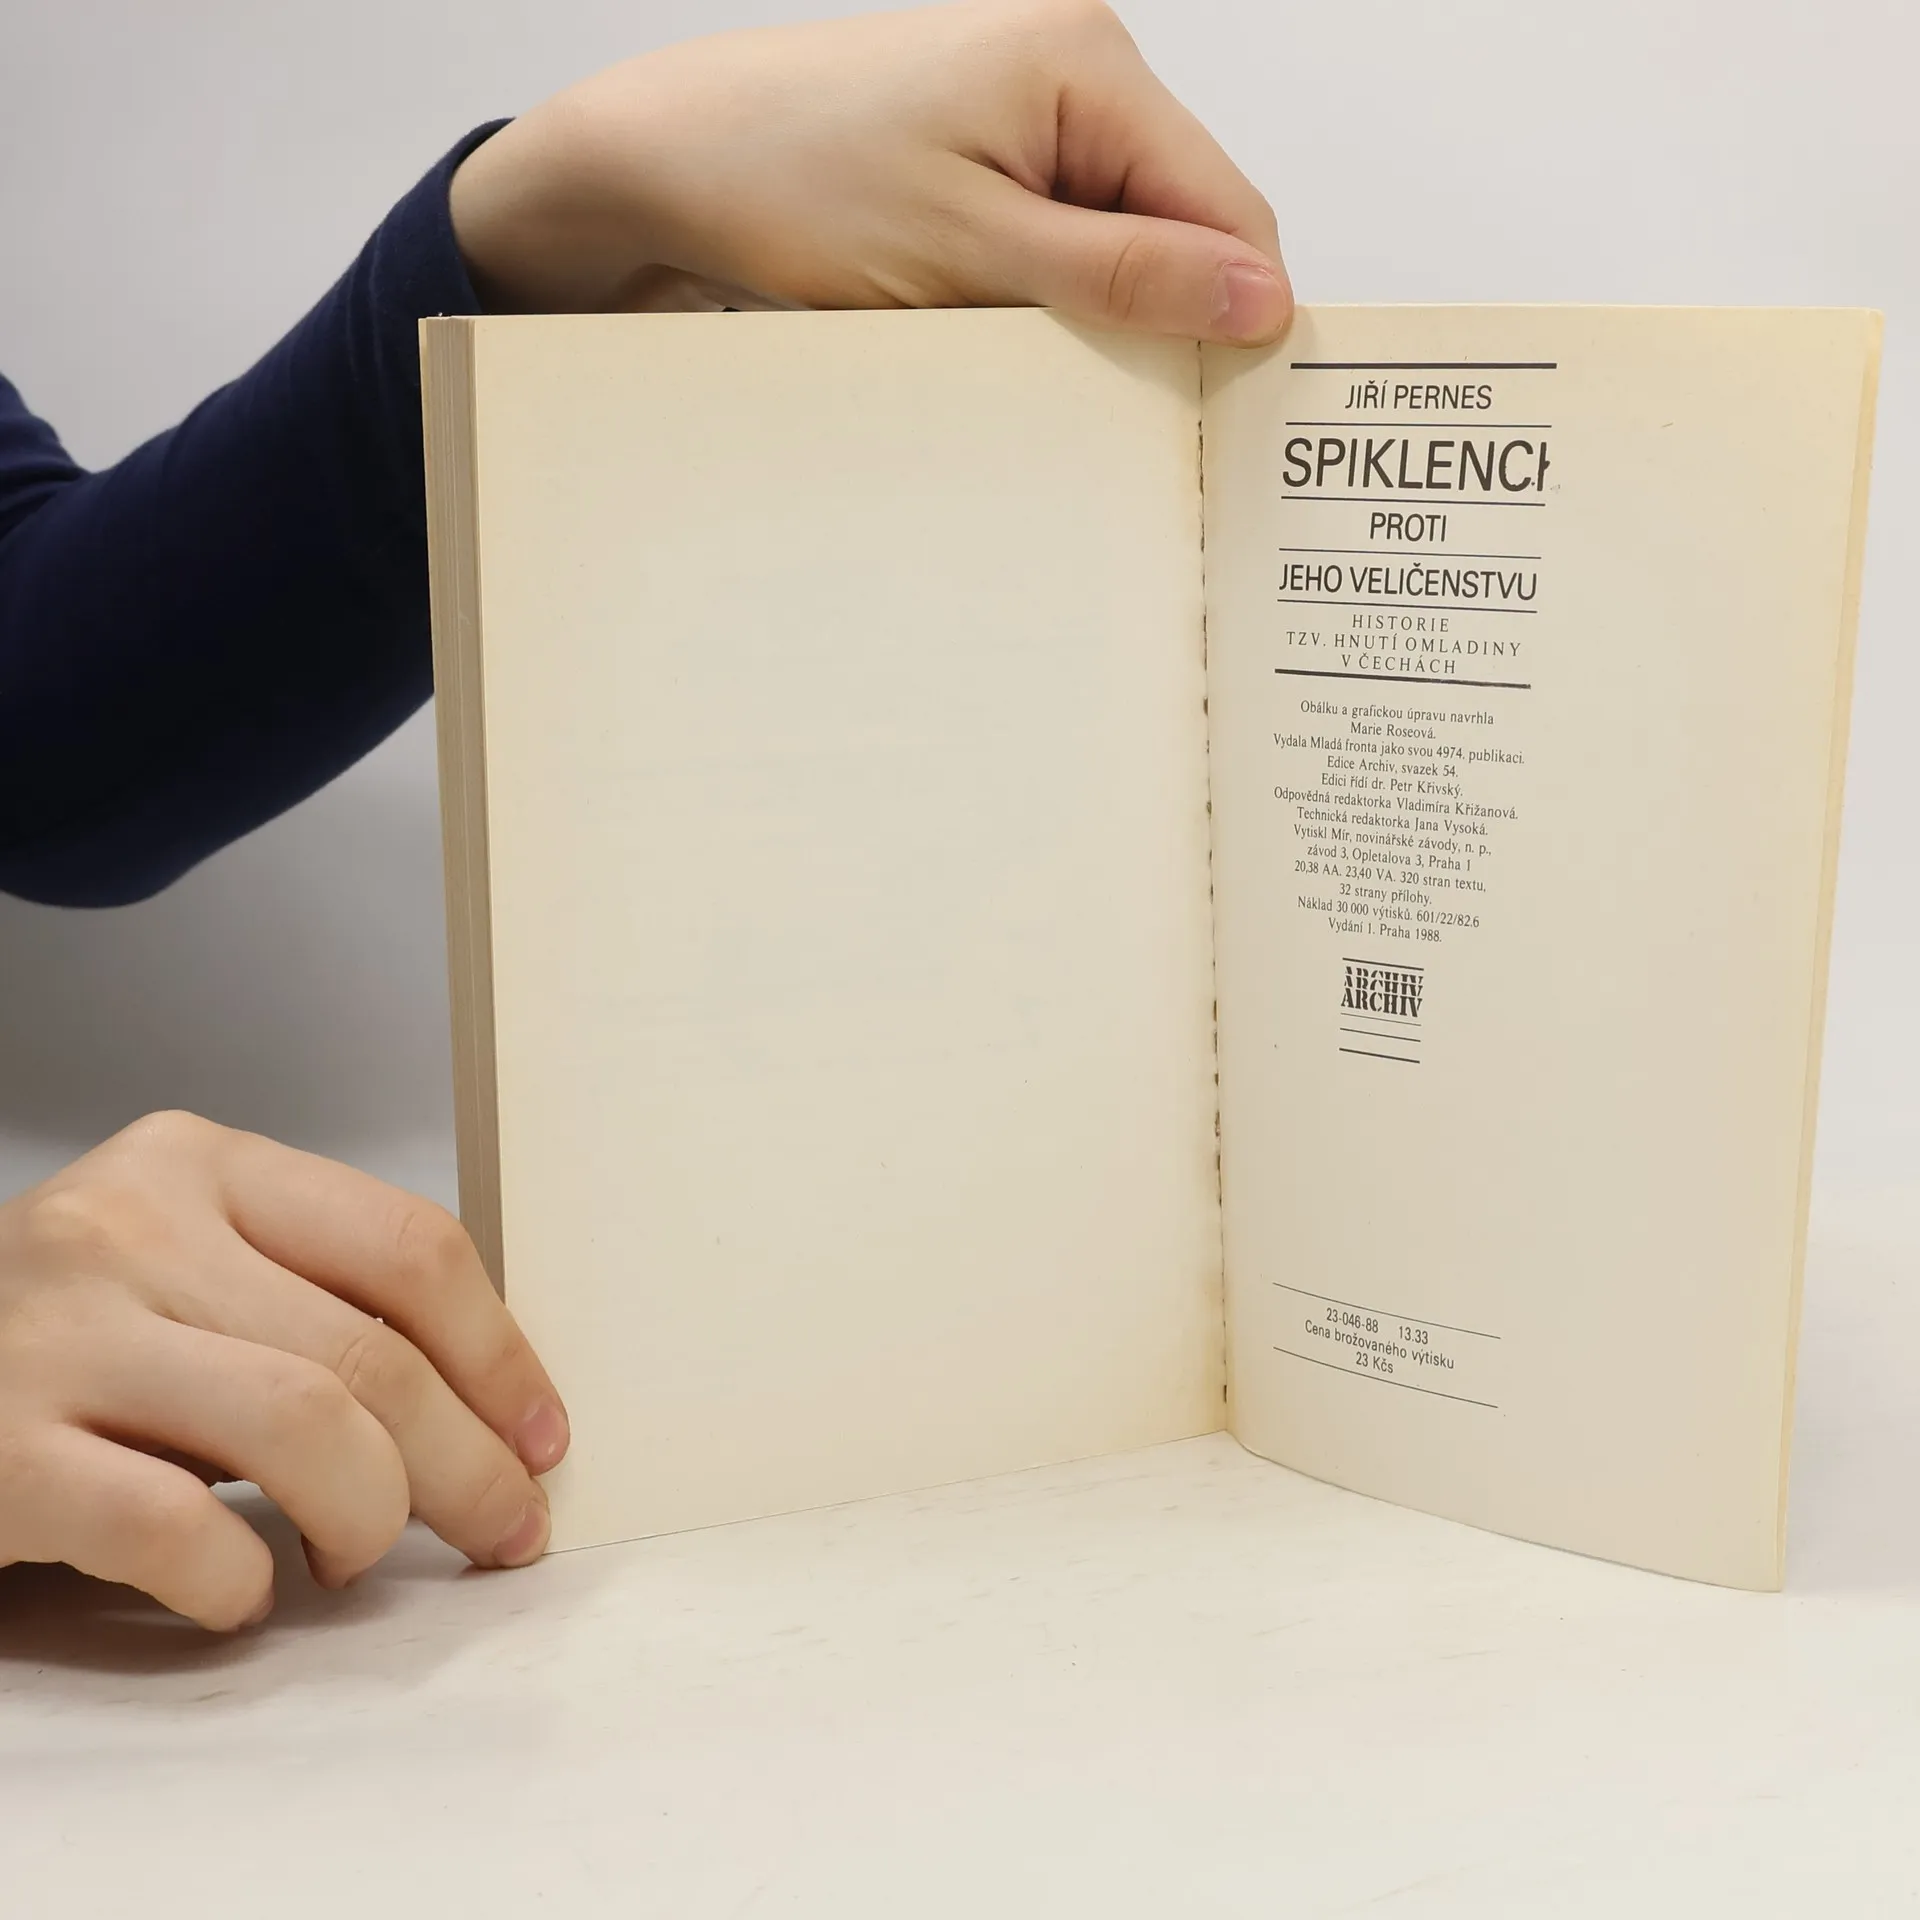 JIŘÍ PERNES
SPIKLENCI
PROTI
JEHO VELIČENSTVU
HISTORIE
TZV. HNUTÍ OMLADINY
V ČECHÁCH
Obálku a grafickou úpravu navrhla
Marie Roseová.
Vydala Mladá fronta jako svou 4974. publikaci.
Edice Archiv, svazek 54.
Edici řídí dr. Petr Křivský.
Odpovědná redaktorka Vladimíra Křižanová.
Technická redaktorka Jana Vysoká.
Vytiskl Mír, novinářské závody, n. p.,
závod 3, Opletalova 3, Praha 1
20,38 AA. 23,40 VA. 320 stran textu,
32 strany přílohy.
Náklad 30 000 výtisků. 601/22/82.6
Vydání 1. Praha 1988.
ARCHIV
ARCHIV
ARCHIV
23-046-88 13.33
Cena brožovaného výtisku
23 Kčs